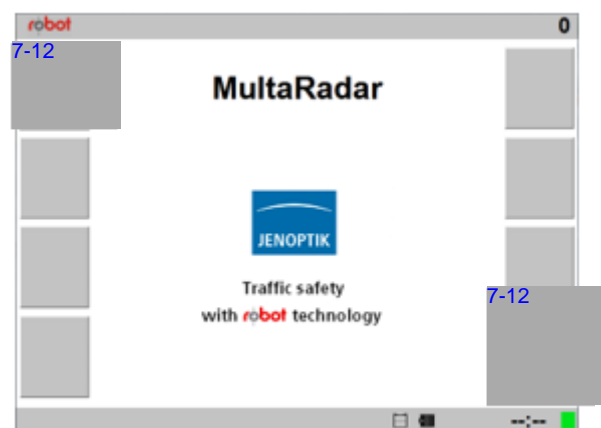 robot 0
7-12
MultaRadar
JENOPTIK
Traffic safety
with robot technology
7-12
--:--